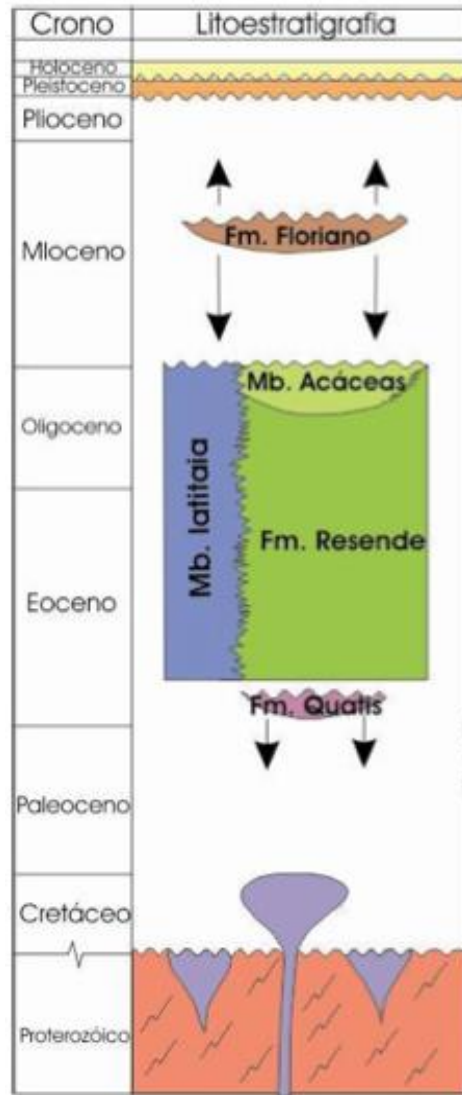 Crono Litoestratigrafia
Holoceno
Pleistoceno
Plioceno
Fm. Floriano
MIoceno
Mb. Acáceas
Oligoceno
Mb. Iatitaia
Fm. Resende
Eoceno
Fm. Quatis
Paleoceno
Cretáceo
Proterozóico